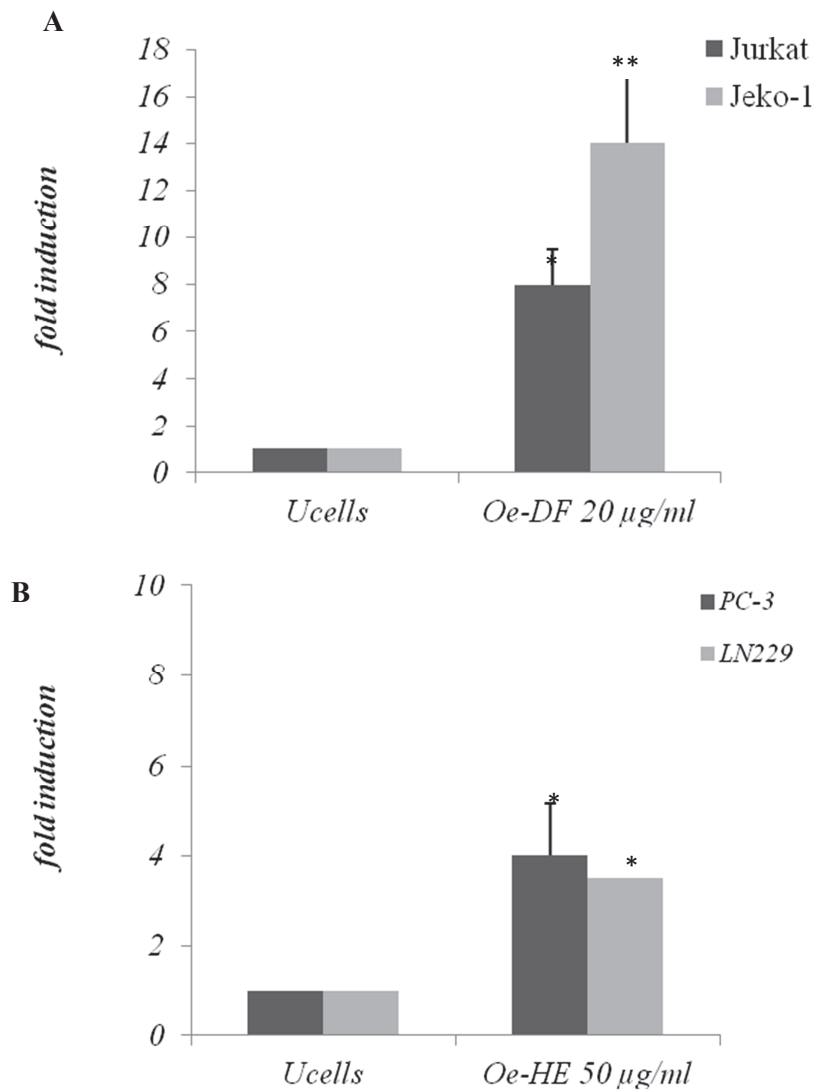 A
18
16
14
12
10
8
6
4
2
0
fold induction
Jurkat
Jeko-1
**
*
Ucells
Oe-DF 20 µg/ml
B
10
8
6
4
2
0
fold induction
PC-3
LN229
*
*
Ucells
Oe-HE 50 µg/ml